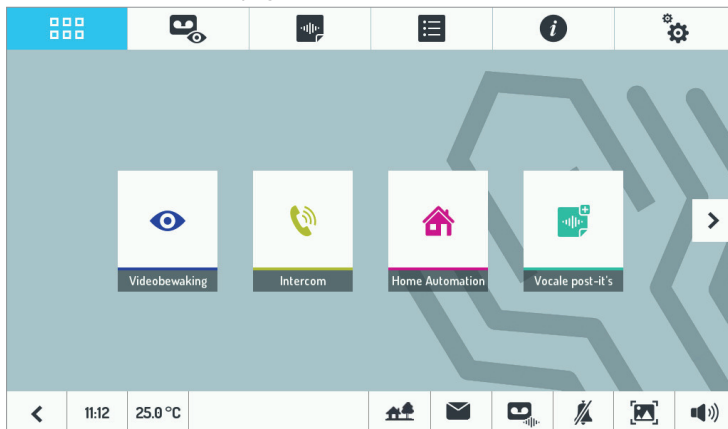 Videobewaking
Intercom
Home Automation
Vocale post-it's
11:12
25.0 °C